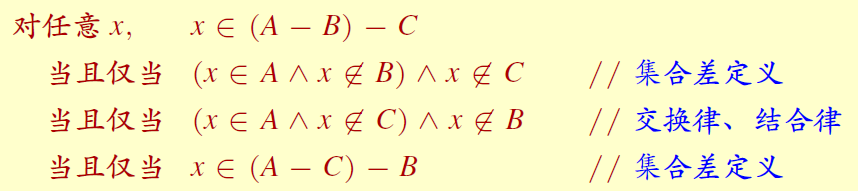 对任意 x, x ∈ (A − B) − C
当且仅当 (x ∈ A ∧ x ∉ B) ∧ x ∉ C // 集合差定义
当且仅当 (x ∈ A ∧ x ∉ C) ∧ x ∉ B // 交换律、结合律
当且仅当 x ∈ (A − C) − B // 集合差定义